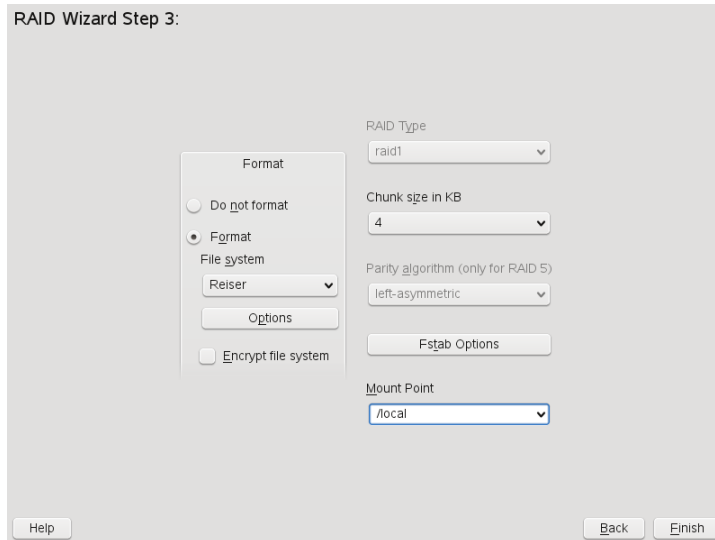 RAID Wizard Step 3:
Format
Do not format
Format
File system
Reiser
Options
Encrypt file system
RAID Type
raid1
Chunk size in KB
4
Parity algorithm (only for RAID 5)
left-asymmetric
Fstab Options
Mount Point
/local
Help
Back
Finish